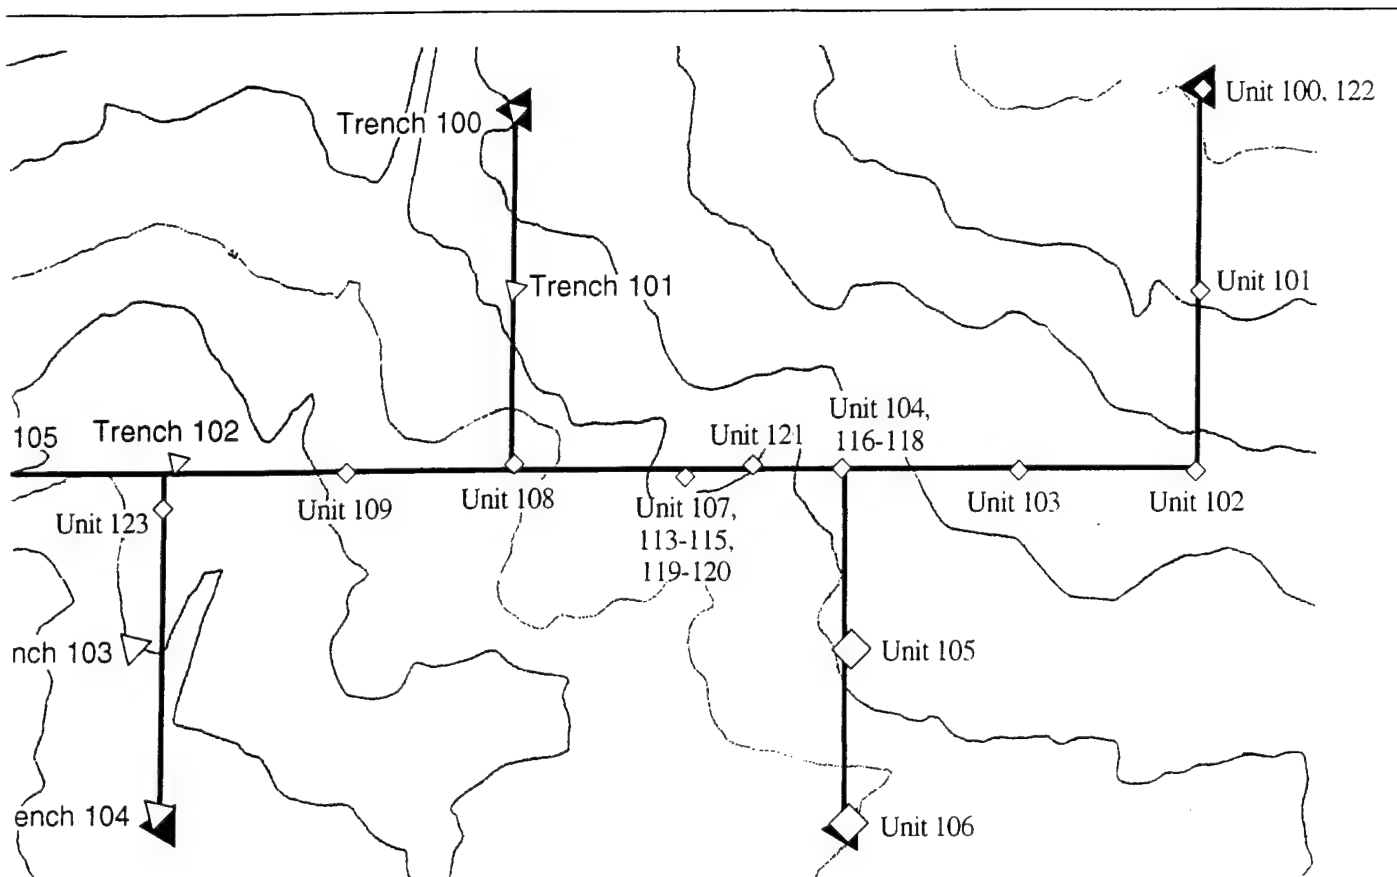 Unit 100, 122
Trench 100
Unit 101
Trench 101
Unit 104,
116-118
105
Trench 102
Unit 121
Unit 123
Unit 109
Unit 108
Unit 107,
113-115,
119-120
Unit 103
Unit 102
nch 103
Unit 105
ench 104
Unit 106